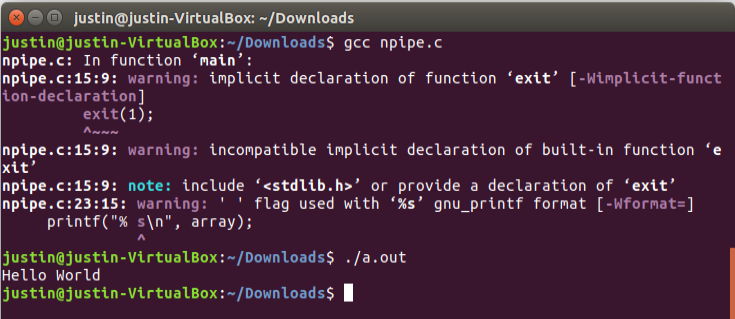 justin@justin-VirtualBox: ~/Downloads
justin@justin-VirtualBox:~/Downloads$ gcc npipe.c
npipe.c: In function ‘main’:
npipe.c:15:9: warning: implicit declaration of function ‘exit’ [-Wimplicit-funct
ion-declaration]
         exit(1);
         ^~~~
npipe.c:15:9: warning: incompatible implicit declaration of built-in function ‘e
xit’
npipe.c:15:9: note: include ‘<stdlib.h>’ or provide a declaration of ‘exit’
npipe.c:23:15: warning: ' ' flag used with ‘%s’ gnu_printf format [-Wformat=]
     printf("% s\n", array);
               ^
justin@justin-VirtualBox:~/Downloads$ ./a.out
Hello World
justin@justin-VirtualBox:~/Downloads$